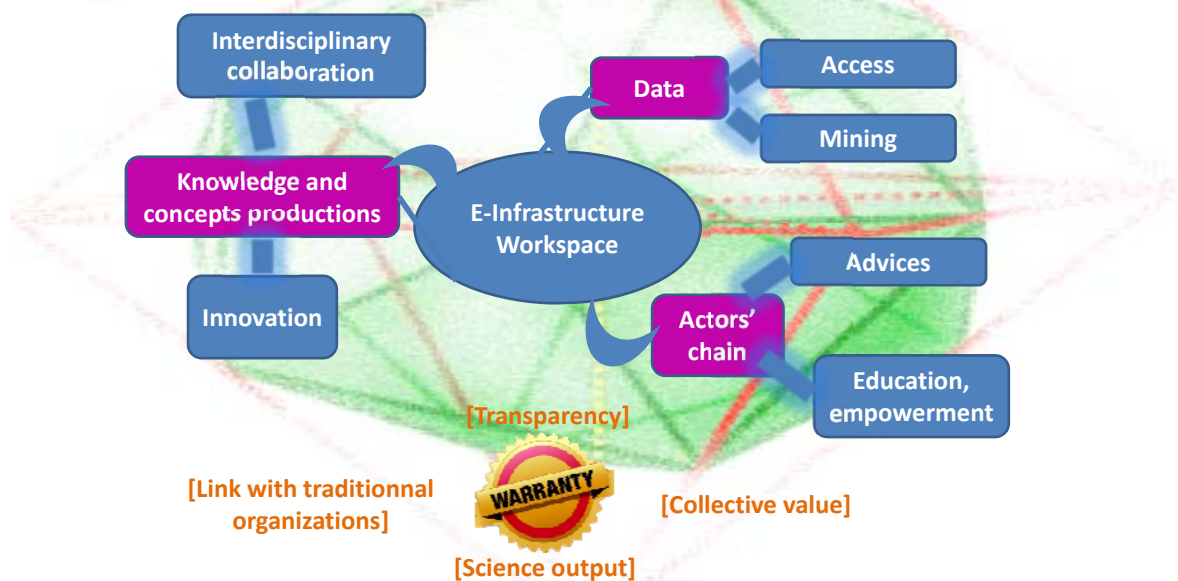 Interdisciplinary
collaboration
Data
Access
Mining
Knowledge and
concepts productions
E-Infrastructure
Workspace
Innovation
Advices
Actors’
chain
Education,
empowerment
[Transparency]
WARRANTY
[Link with traditionnal
organizations]
[Collective value]
[Science output]